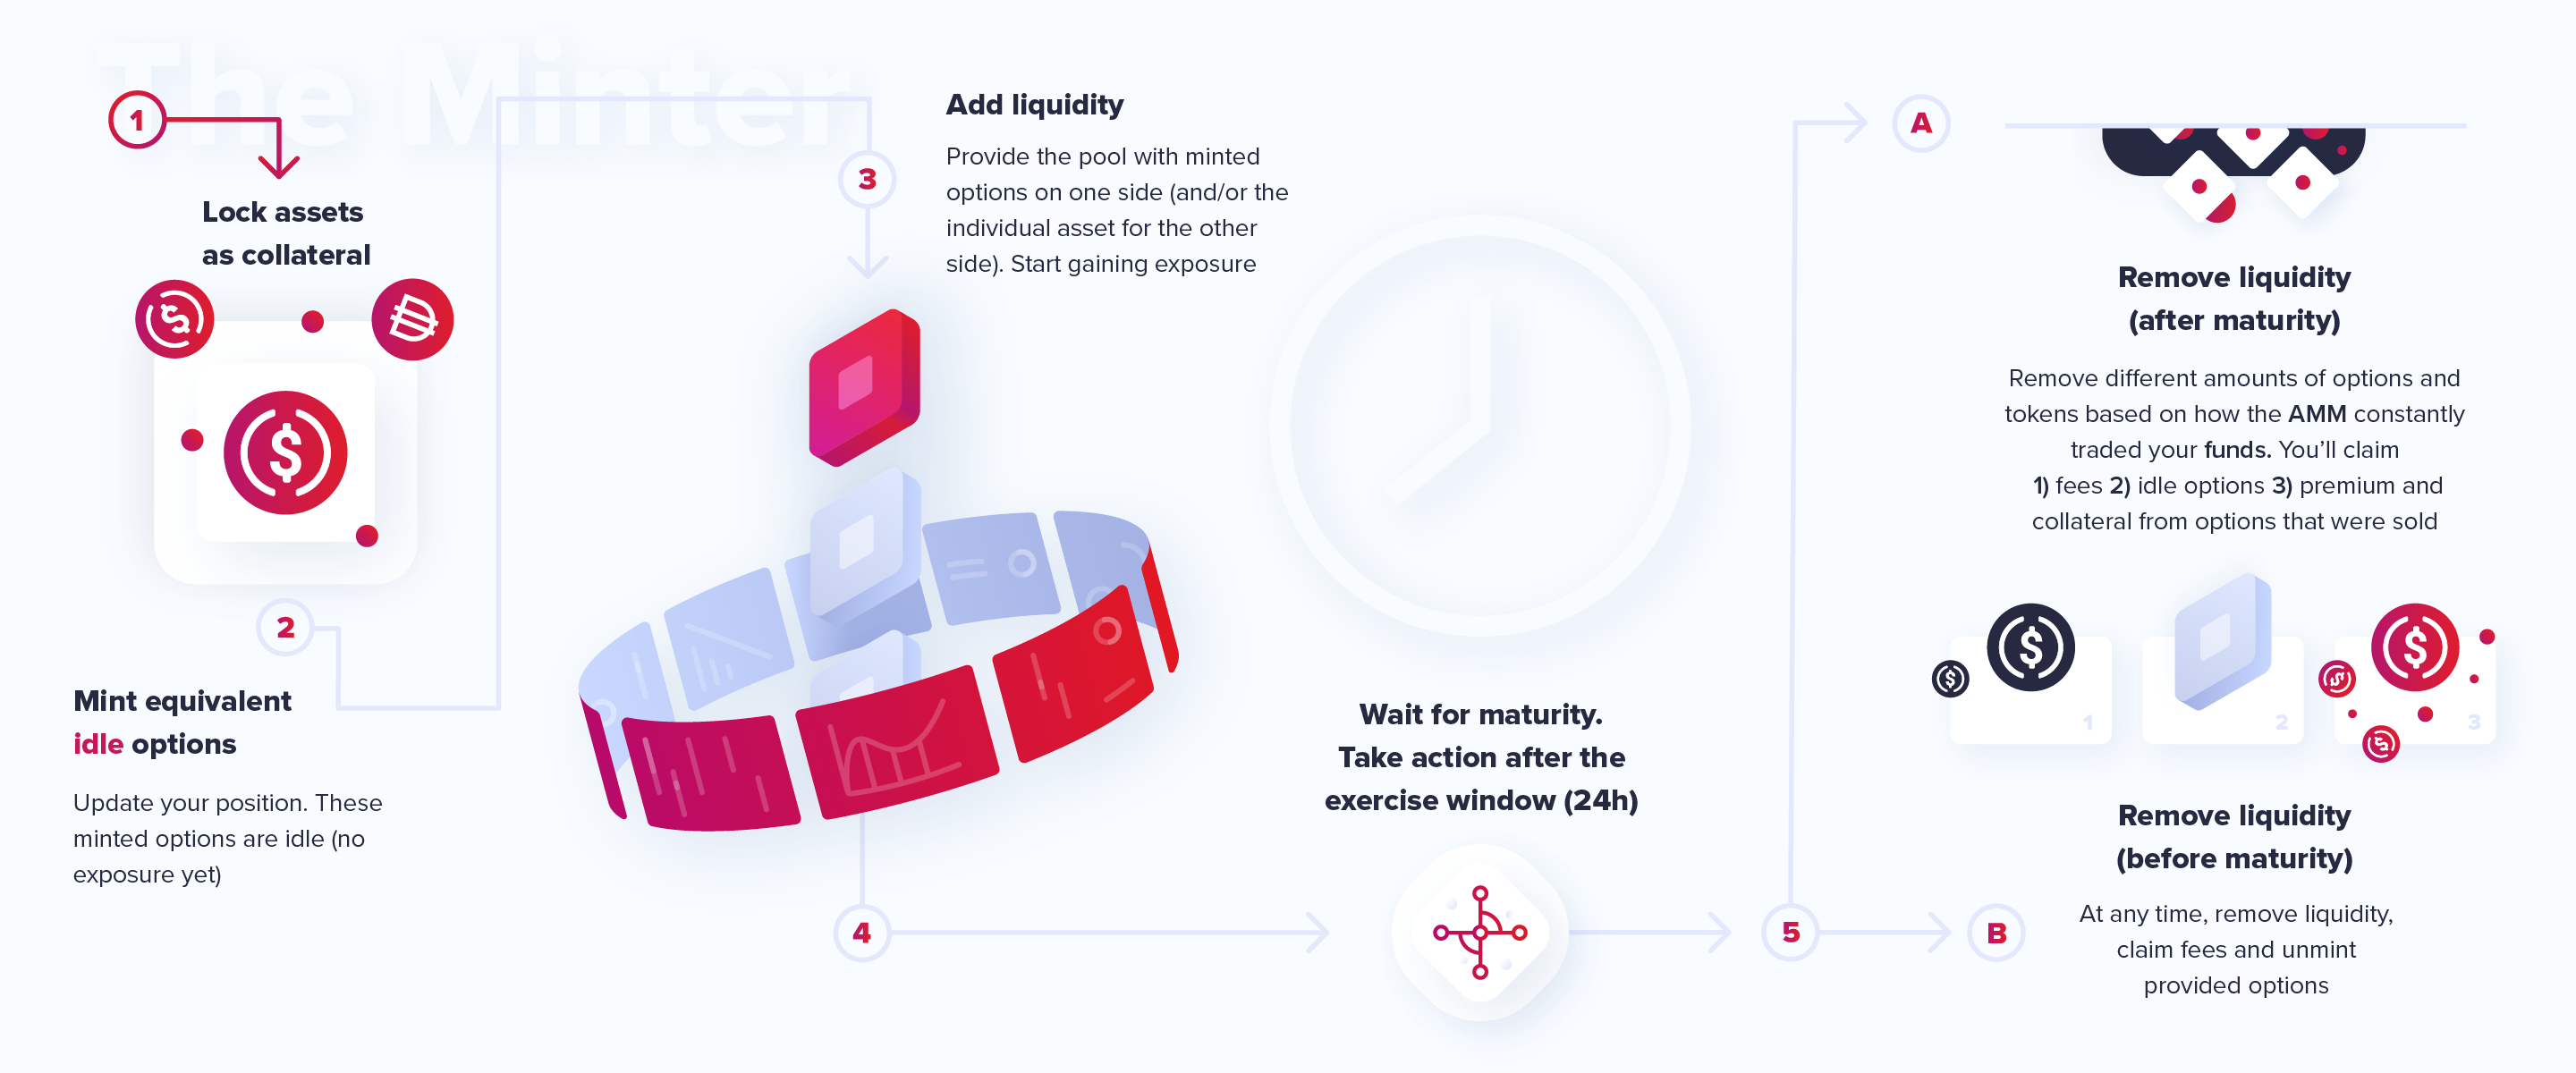 The Minter
1
Lock assets
as collateral
2
Mint equivalent
idle options
Update your position. These
minted options are idle (no
exposure yet)
3
Add liquidity
Provide the pool with minted
options on one side (and/or the
individual asset for the other
side). Start gaining exposure
4
Wait for maturity.
Take action after the
exercise window (24h)
5
A
Remove liquidity
(after maturity)
Remove different amounts of options and
tokens based on how the AMM constantly
traded your funds. You’ll claim
1) fees 2) idle options 3) premium and
collateral from options that were sold
1
2
3
B
Remove liquidity
(before maturity)
At any time, remove liquidity,
claim fees and unmint
provided options